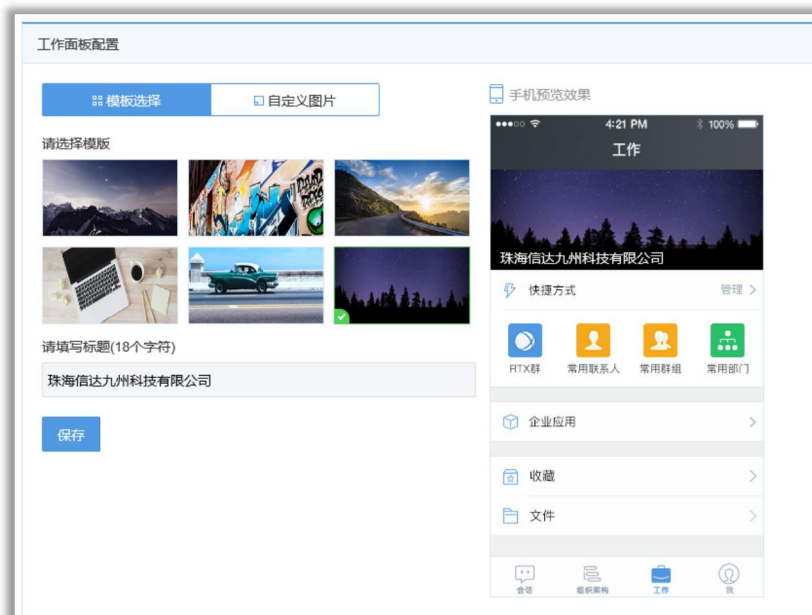 工作面板配置
模板选择
自定义图片
请选择模版
请填写标题(18个字符)
珠海信达九州科技有限公司
保存
手机预览效果
4:21 PM
100%
工作
珠海信达九州科技有限公司
快捷方式
管理
RTX群
常用联系人
常用群组
常用部门
企业应用
收藏
文件
会话
组织架构
工作
我